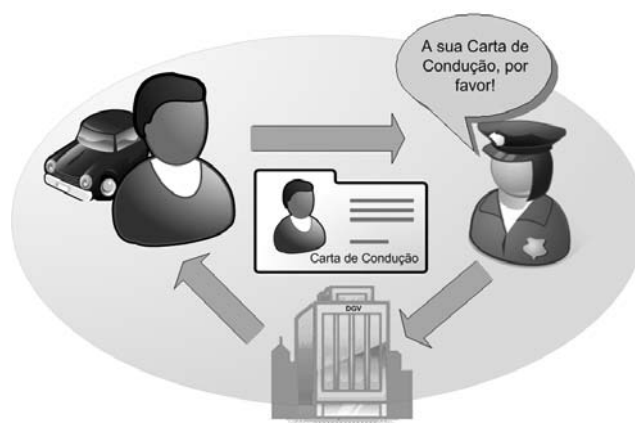 A sua Carta de
Condução, por
favor!
Carta de Condução
DGV